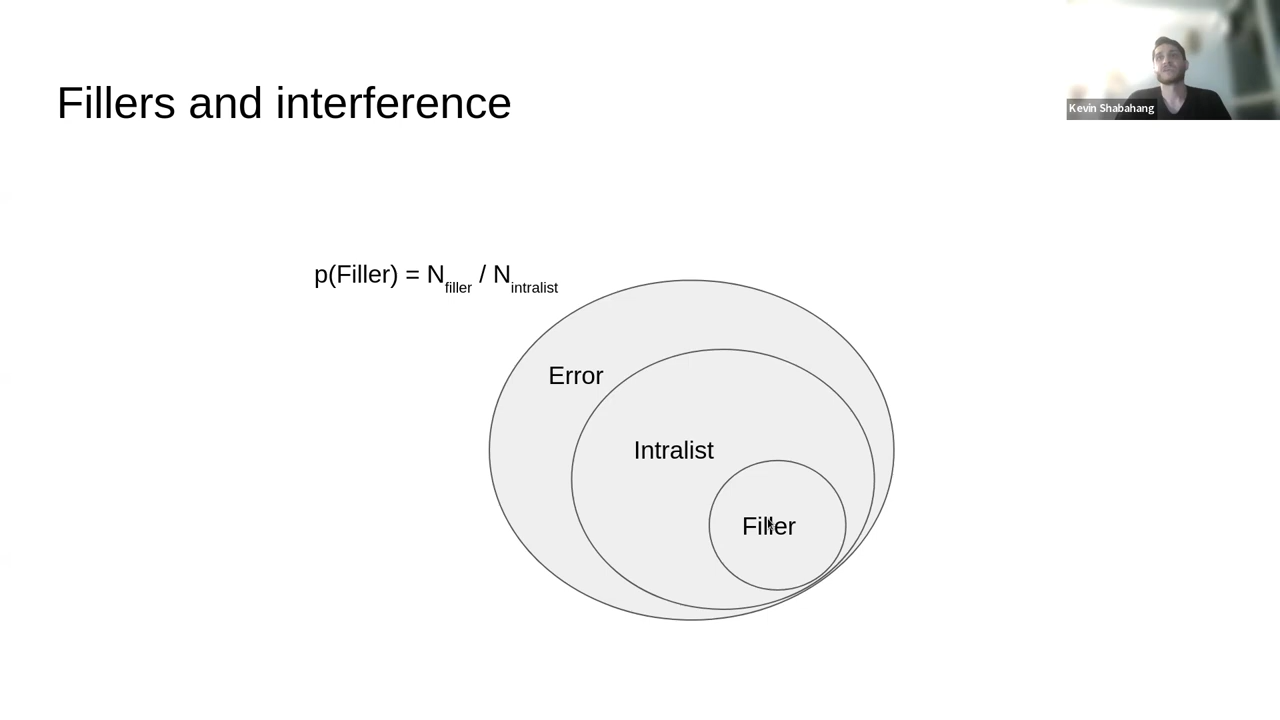 Fillers and interference
Kevin Shabahang
p(Filler) = Nfiller / Nintralist
Error
Intralist
Filler